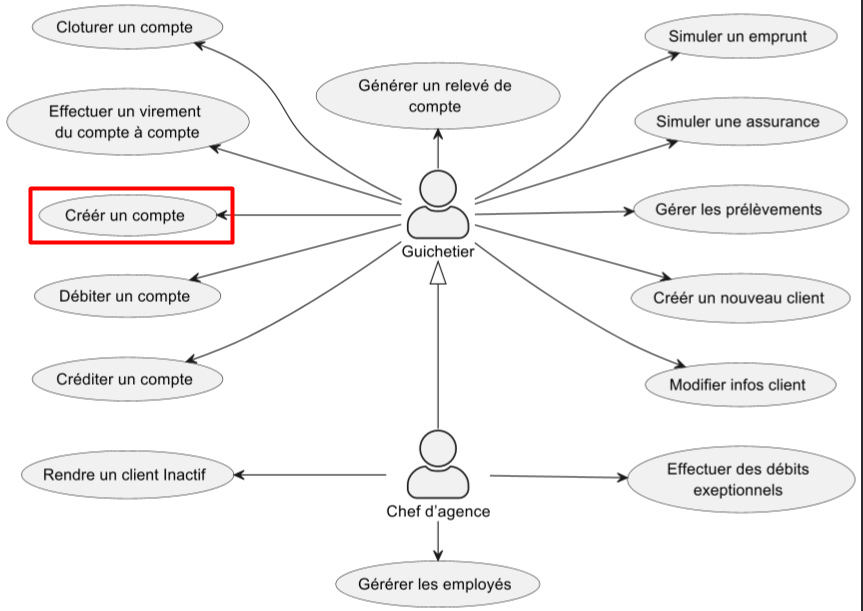 Cloturer un compte
Simuler un emprunt
Générer un relevé de
compte
Effectuer un virement
du compte à compte
Simuler une assurance
Créér un compte
Gérer les prélèvements
Guichetier
Débiter un compte
Créér un nouveau client
Créditer un compte
Modifier infos client
Rendre un client Inactif
Effectuer des débits
exeptionnels
Chef d'agence
Gérérer les employés